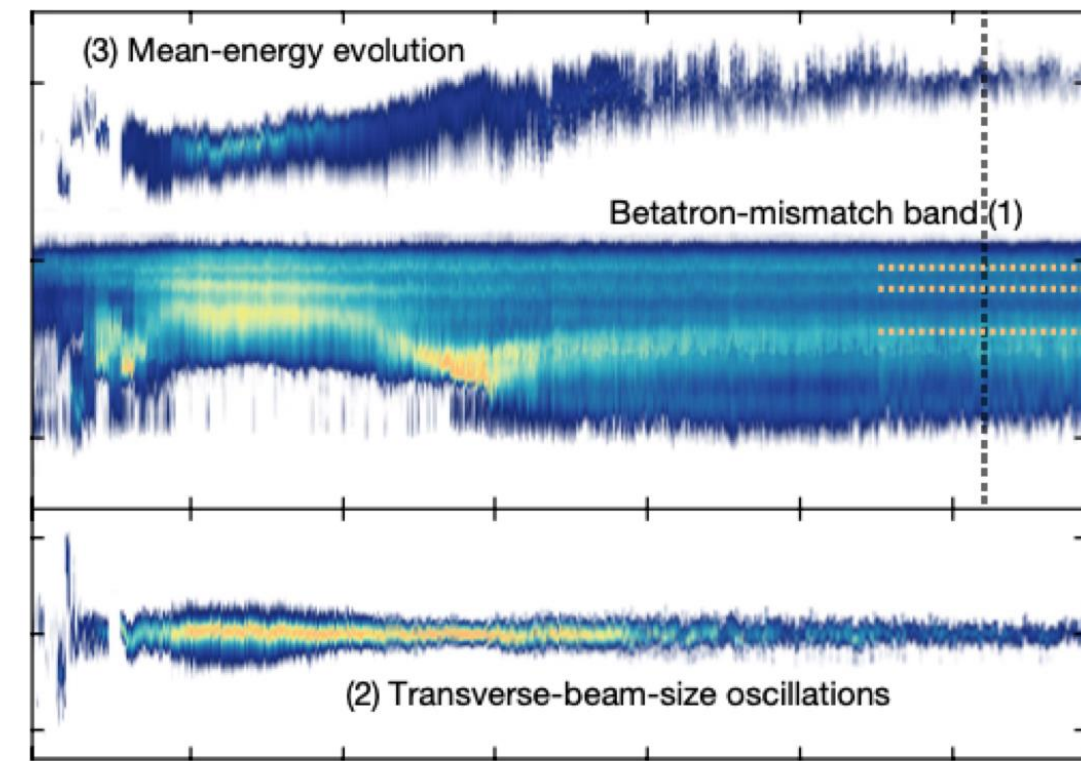 (3) Mean-energy evolution
Betatron-mismatch band (1)
(2) Transverse-beam-size oscillations